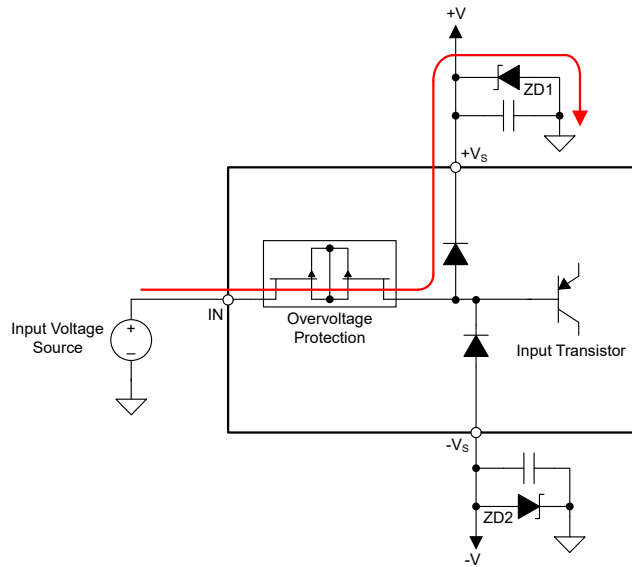 +V
ZD1
+VS
IN
Overvoltage
Protection
Input Voltage
Source
+
–
Input Transistor
-VS
ZD2
-V